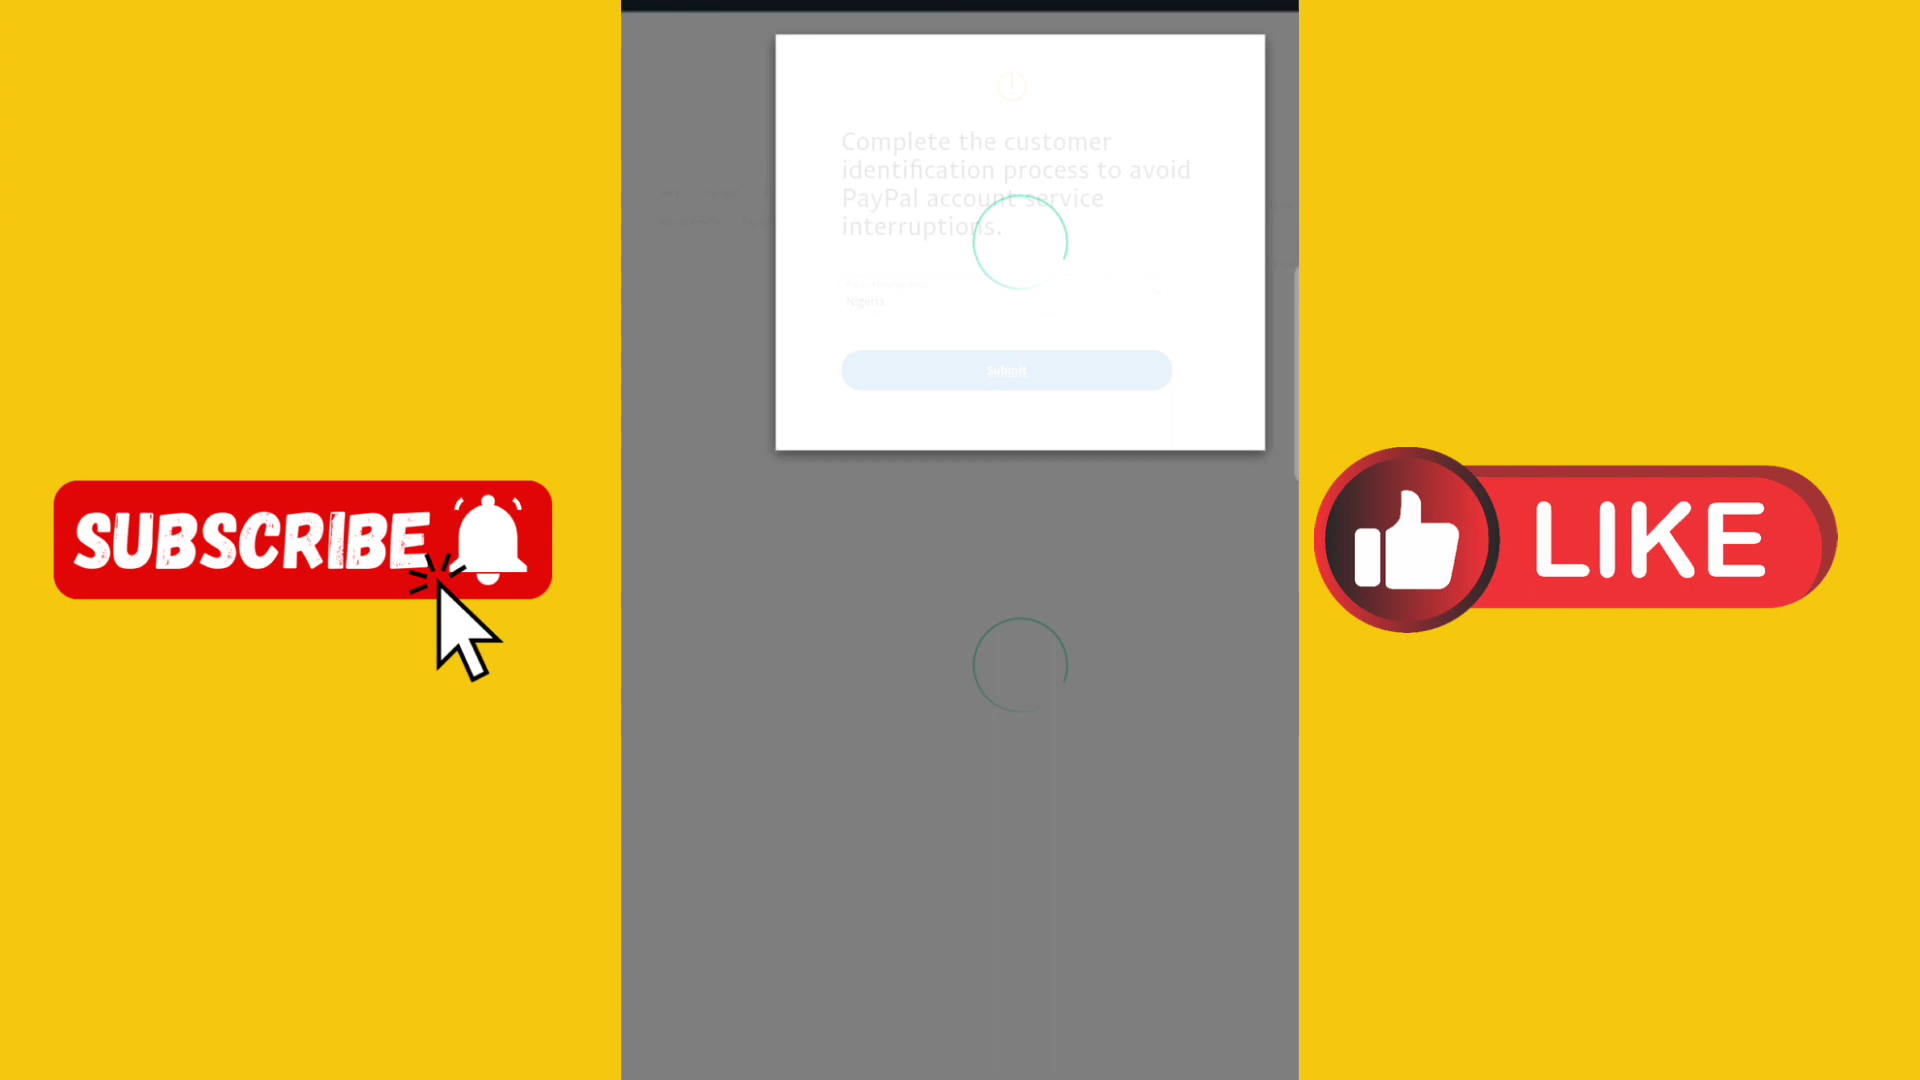 Complete the customer
identification process to avoid
PayPal account service
interruptions.
Nigeria
Submit
SUBSCRIBE
LIKE